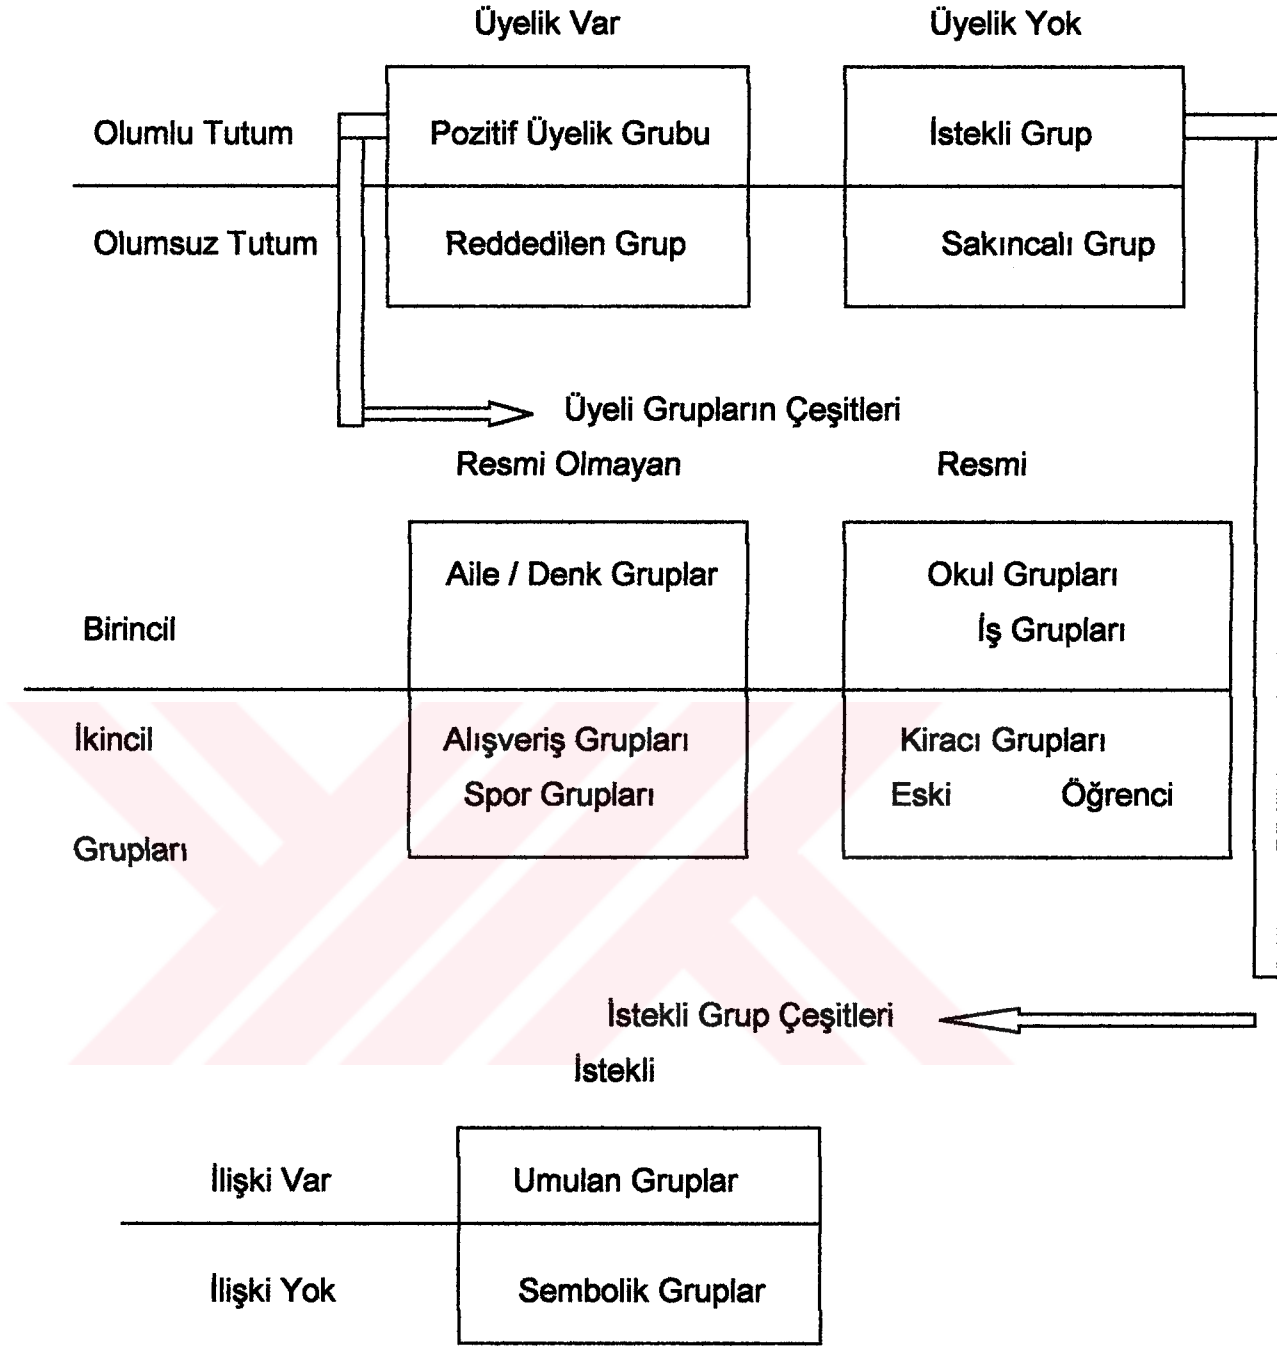 Üyelik Var Üyelik Yok
Olumlu Tutum Pozitif Üyelik Grubu İstekli Grup
Olumsuz Tutum Reddedilen Grup Sakıncalı Grup
Üyeli Grupların Çeşitleri
Resmi Olmayan Resmi
Aile / Denk Gruplar Okul Grupları
Birincil İş Grupları
İkincil Alışveriş Grupları Kiracı Grupları
Spor Grupları Eski Öğrenci
Grupları
İstekli Grup Çeşitleri
İstekli
İlişki Var Umulan Gruplar
İlişki Yok Sembolik Gruplar